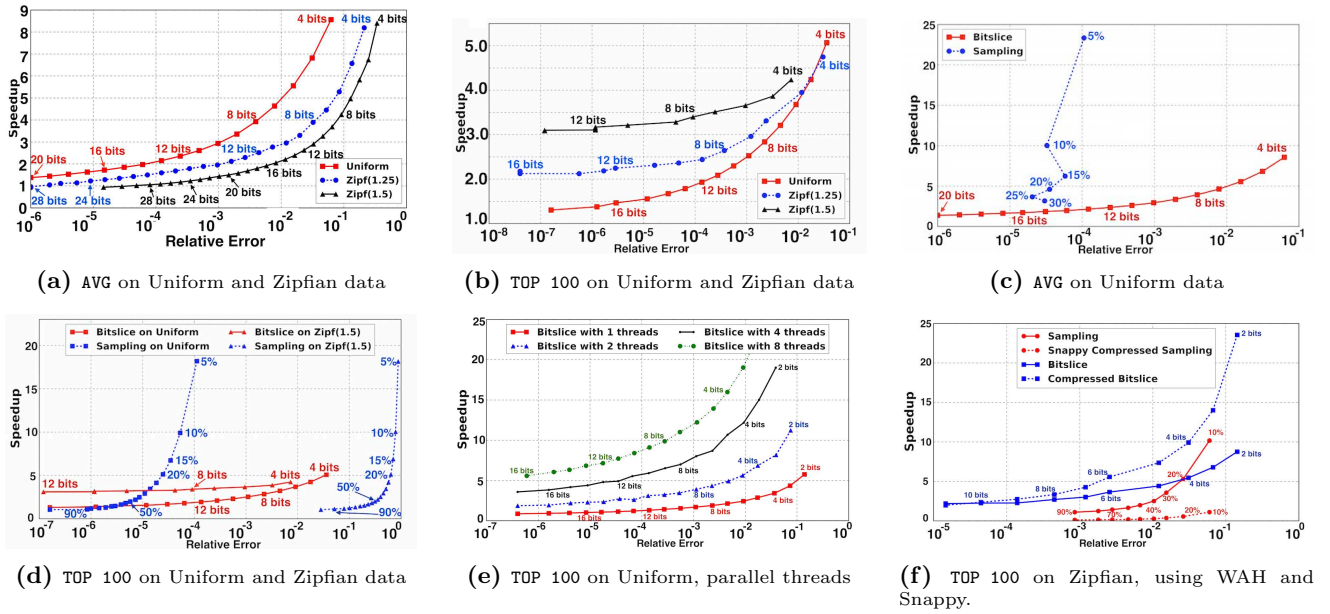 9
8
7
6
5
4
3
2
1
0
Speedup
4 bits
4 bits
4 bits
8 bits
8 bits
8 bits
12 bits
12 bits
12 bits
16 bits
16 bits
20 bits
20 bits
24 bits
24 bits
28 bits
28 bits
Uniform
Zipf(1.25)
Zipf(1.5)
10^-6 10^-5 10^-4 10^-3 10^-2 10^-1 10^0
Relative Error
(a) AVG on Uniform and Zipfian data
5.0
4.0
3.0
2.0
1.0
Speedup
4 bits
4 bits
4 bits
8 bits
8 bits
8 bits
12 bits
12 bits
12 bits
16 bits
16 bits
Uniform
Zipf(1.25)
Zipf(1.5)
10^-8 10^-7 10^-6 10^-5 10^-4 10^-3 10^-2 10^-1
Relative Error
(b) TOP 100 on Uniform and Zipfian data
25
20
15
10
5
0
Speedup
Bitslice
Sampling
5%
10%
15%
20%
25%
30%
4 bits
8 bits
12 bits
16 bits
20 bits
10^-6 10^-5 10^-4 10^-3 10^-2 10^-1
Relative Error
(c) AVG on Uniform data
Bitslice on Uniform
Sampling on Uniform
Bitslice on Zipf(1.5)
Sampling on Zipf(1.5)
20
15
10
5
0
Speedup
5%
10%
15%
20%
50%
90%
5%
10%
15%
20%
50%
90%
12 bits
8 bits
4 bits
4 bits
8 bits
12 bits
10^-7 10^-6 10^-5 10^-4 10^-3 10^-2 10^-1 10^0
Relative Error
(d) TOP 100 on Uniform and Zipfian data
Bitslice with 1 threads
Bitslice with 2 threads
Bitslice with 4 threads
Bitslice with 8 threads
25
20
15
10
5
0
Speedup
2 bits
4 bits
8 bits
12 bits
16 bits
4 bits
8 bits
12 bits
16 bits
2 bits
4 bits
8 bits
2 bits
4 bits
8 bits
12 bits
16 bits
10^-6 10^-5 10^-4 10^-3 10^-2 10^-1 10^0
Relative Error
(e) TOP 100 on Uniform, parallel threads
25
20
15
10
5
0
Speedup
Sampling
Snappy Compressed Sampling
Bitslice
Compressed Bitslice
2 bits
4 bits
6 bits
8 bits
10 bits
2 bits
4 bits
6 bits
10%
20%
30%
90%
70%
40%
20%
10%
10^-5 10^-4 10^-3 10^-2 10^-1 10^0
Relative Error
(f) TOP 100 on Zipfian, using WAH and
Snappy.